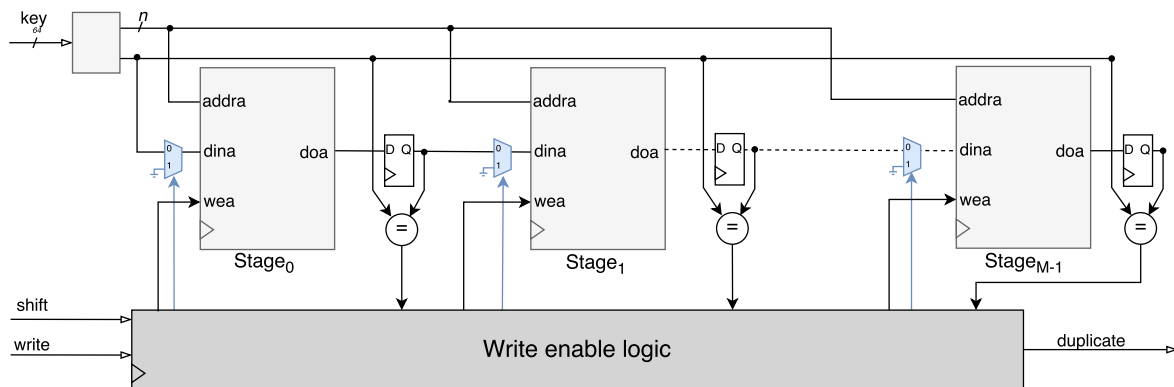 key
64
n
addra
dina
wea
doa
0
1
D Q
=
Stage0
addra
dina
wea
doa
0
1
D Q
=
Stage1
addra
dina
wea
doa
0
1
D Q
=
StageM-1
shift
write
Write enable logic
duplicate